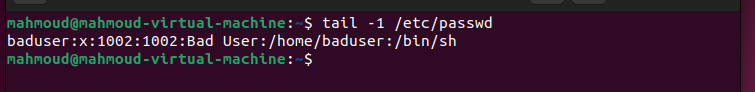 mahmoud@mahmoud-virtual-machine:~$ tail -1 /etc/passwd
baduser:x:1002:1002:Bad User:/home/baduser:/bin/sh
mahmoud@mahmoud-virtual-machine:~$